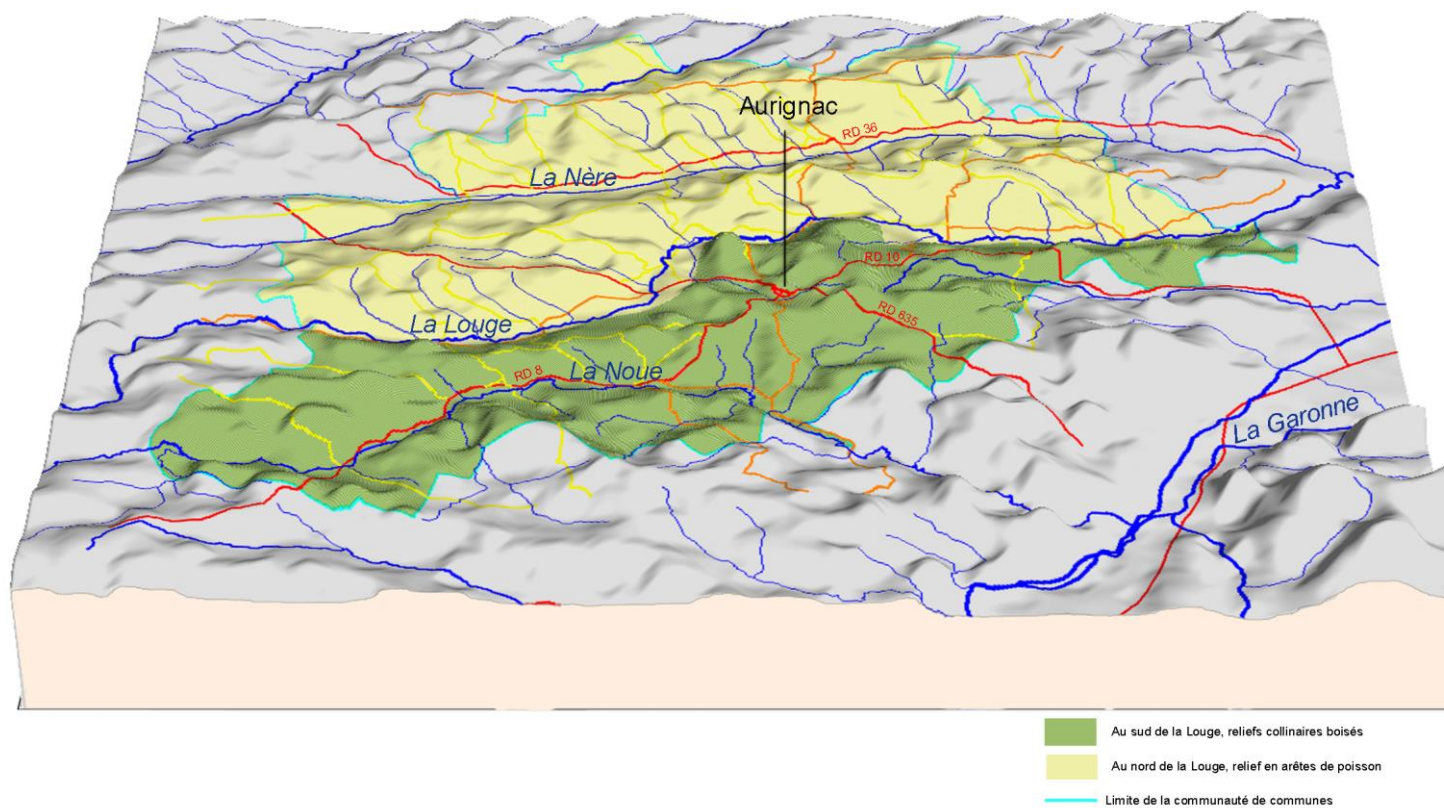 Aurignac
RD 36
La Nère
RD 10
RD 635
La Louge
La Noue
RD 8
La Garonne
Au sud de la Louge, reliefs collinaires boisés
Au nord de la Louge, relief en arêtes de poisson
Limite de la communauté de communes